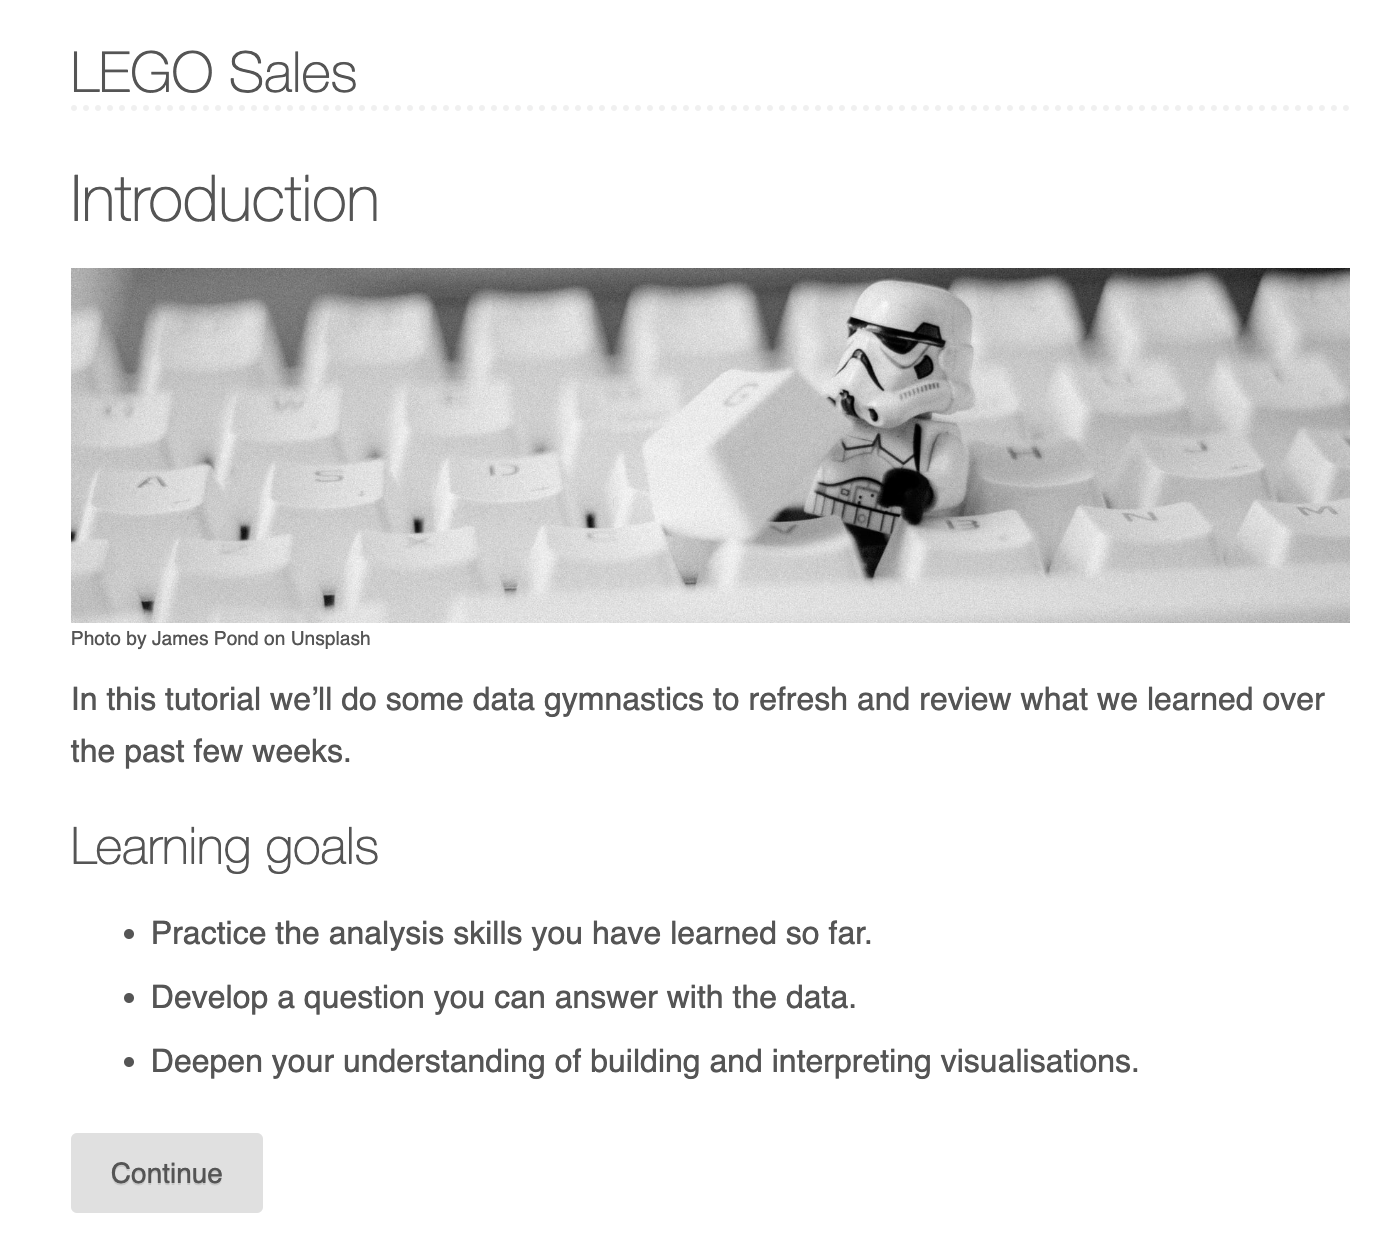 LEGO Sales
Introduction
W
G
A
S
D
H
J
V
B
N
M
X
C
Photo by James Pond on Unsplash
In this tutorial we’ll do some data gymnastics to refresh and review what we learned over
the past few weeks.
Learning goals
• Practice the analysis skills you have learned so far.
• Develop a question you can answer with the data.
• Deepen your understanding of building and interpreting visualisations.
Continue